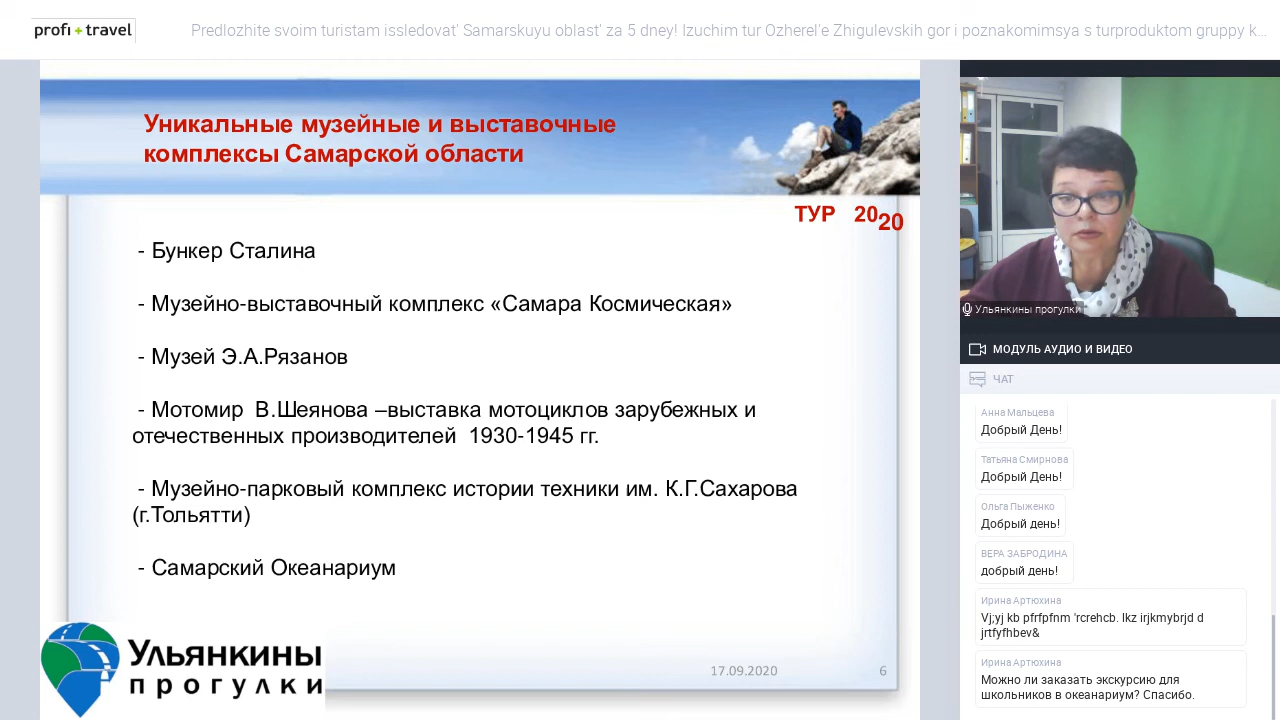 profi + travel
Predlozhite svoim turistam issledovat' Samarskuyu oblast' za 5 dney! Izuchim tur Ozherel'e Zhigulevskih gor i poznakomimsya s turproduktom gruppy k...
Уникальные музейные и выставочные
комплексы Самарской области
ТУР 2020
- Бункер Сталина
- Музейно-выставочный комплекс «Самара Космическая»
- Музей Э.А.Рязанов
- Мотомир В.Шеянова –выставка мотоциклов зарубежных и
отечественных производителей 1930-1945 гг.
- Музейно-парковый комплекс истории техники им. К.Г.Сахарова
(г.Тольятти)
- Самарский Океанариум
Ульянкины
прогулки
17.09.2020
6
Ульянкины прогулки
МОДУЛЬ АУДИО И ВИДЕО
ЧАТ
Анна Мальцева
Добрый День!
Татьяна Смирнова
Добрый День!
Ольга Пыженко
Добрый день!
ВЕРА ЗАБРОДИНА
добрый день!
Ирина Артюхина
Vj;yj kb pfrfpfnm 'rcrehcb. lkz irjkmybrjd d
jrtfyfhbev&
Ирина Артюхина
Можно ли заказать экскурсию для
школьников в океанариум? Спасибо.